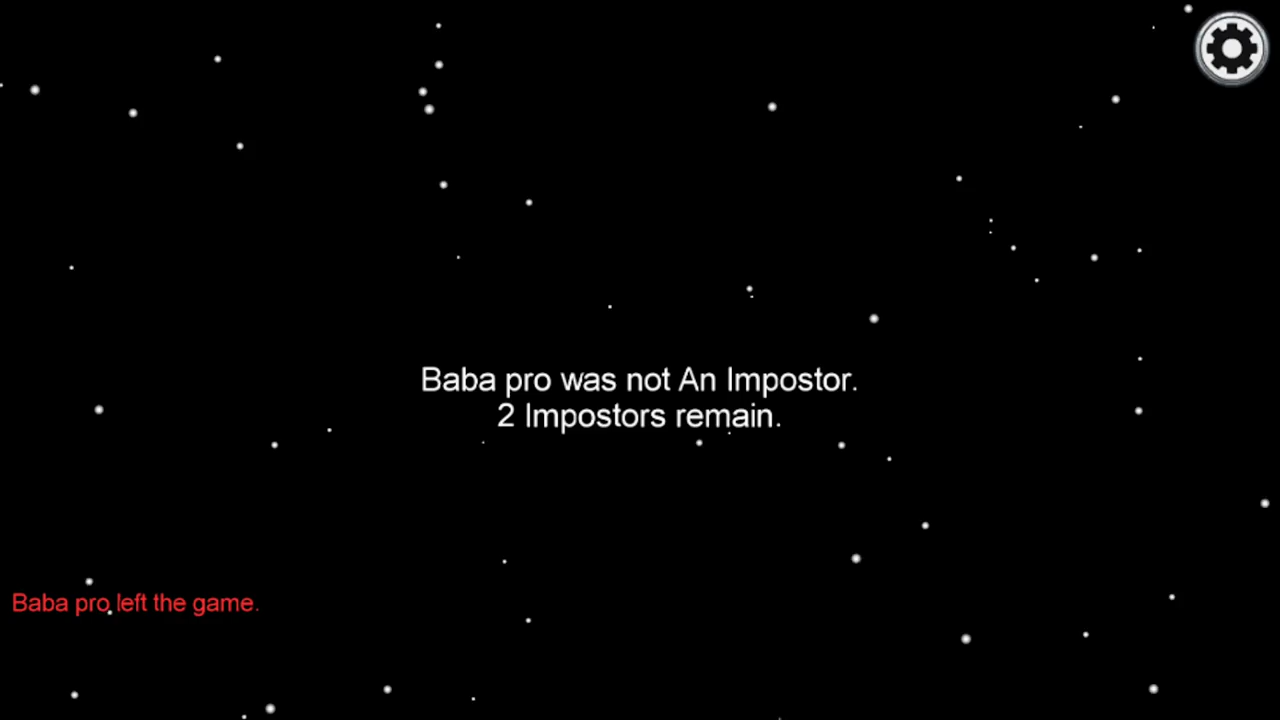 Baba pro was not An Impostor.
2 Impostors remain.
Baba pro left the game.